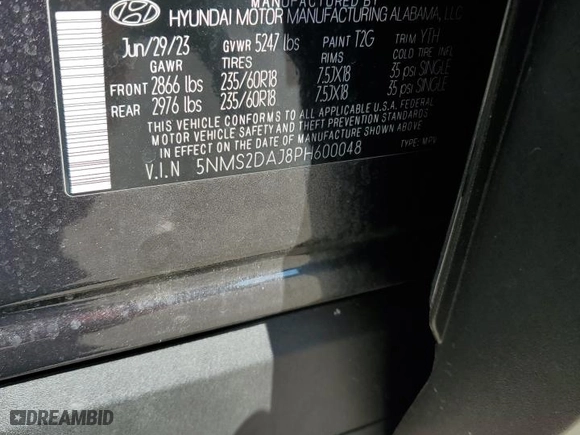 MANUFACTURED BY
HYUNDAI MOTOR MANUFACTURING ALABAMA, LLC
Jun/29/23 GVWR 5247 lbs PAINT T2G TRIM YTH
GAWR TIRES RIMS COLD TIRE INFL
FRONT 2866 lbs 235/60R18 7.5JX18 35 psi SINGLE
REAR 2976 lbs 235/60R18 7.5JX18 35 psi SINGLE
THIS VEHICLE CONFORMS TO ALL APPLICABLE U.S.A. FEDERAL
MOTOR VEHICLE SAFETY AND THEFT PREVENTION STANDARDS
IN EFFECT ON THE DATE OF MANUFACTURE SHOWN ABOVE.
V.I.N 5NMS2DAJ8PH600048 TYPE: MPV
DREAMBID